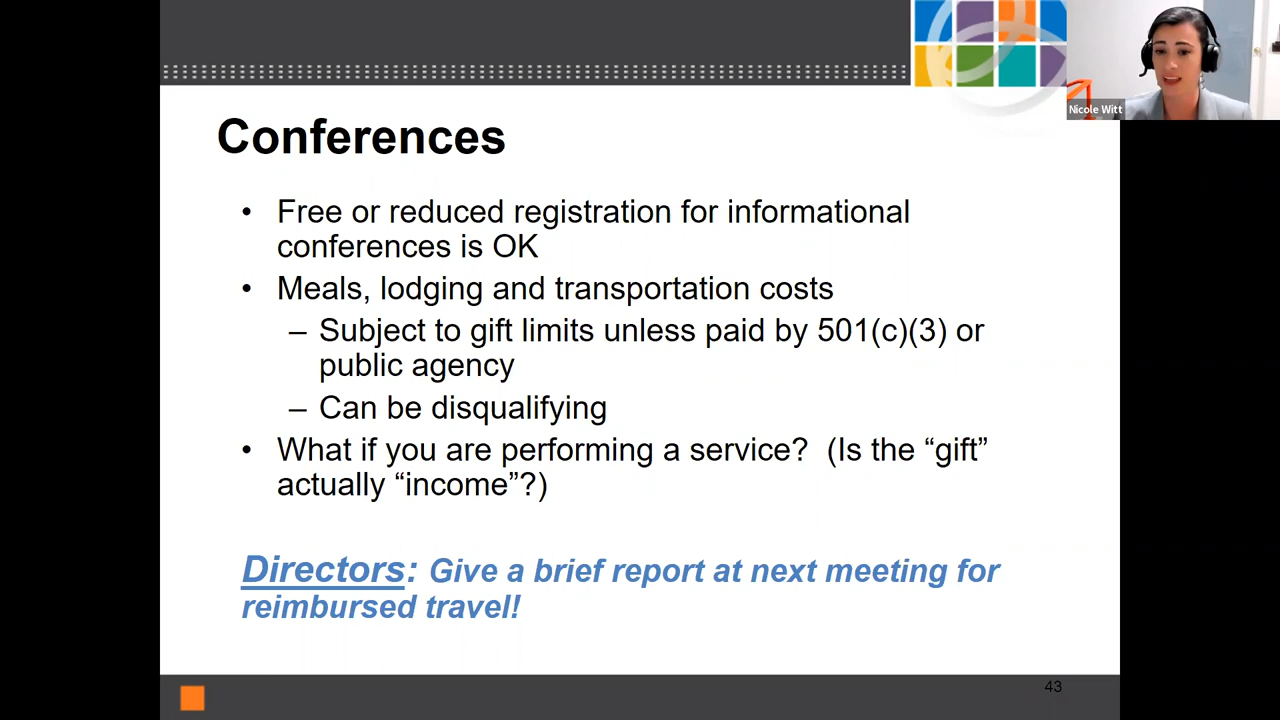 Nicole Witt
Conferences
• Free or reduced registration for informational
conferences is OK
• Meals, lodging and transportation costs
– Subject to gift limits unless paid by 501(c)(3) or
public agency
– Can be disqualifying
• What if you are performing a service? (Is the “gift”
actually “income”?)
Directors: Give a brief report at next meeting for
reimbursed travel!
43